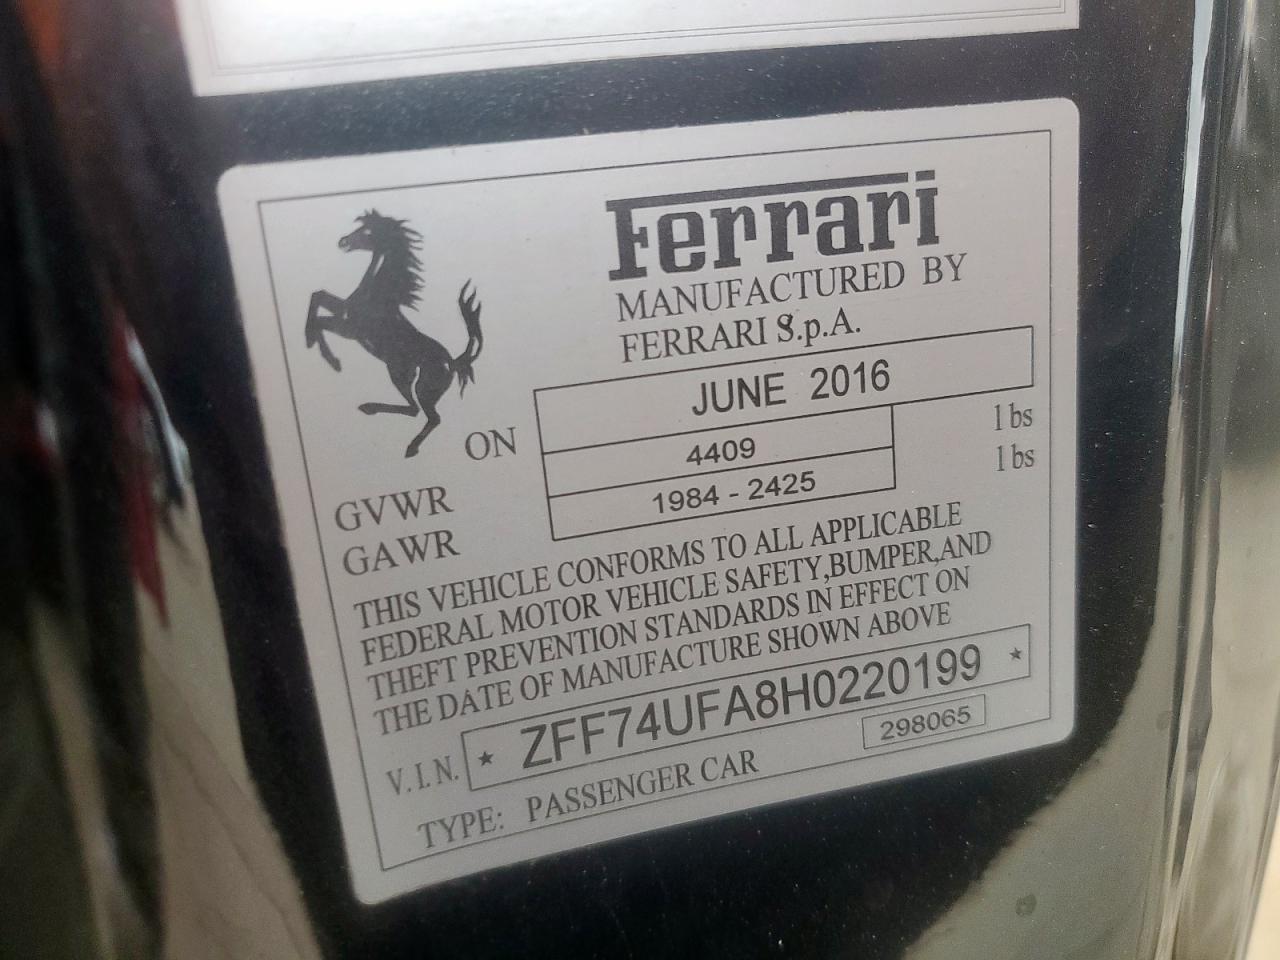 Ferrari
MANUFACTURED BY
FERRARI S.p.A.
ON JUNE 2016
GVWR 4409 lbs
GAWR 1984 - 2425 lbs
THIS VEHICLE CONFORMS TO ALL APPLICABLE
FEDERAL MOTOR VEHICLE SAFETY,BUMPER,AND
THEFT PREVENTION STANDARDS IN EFFECT ON
THE DATE OF MANUFACTURE SHOWN ABOVE
V.I.N. * ZFF74UFA8H0220199 *
TYPE: PASSENGER CAR 298065